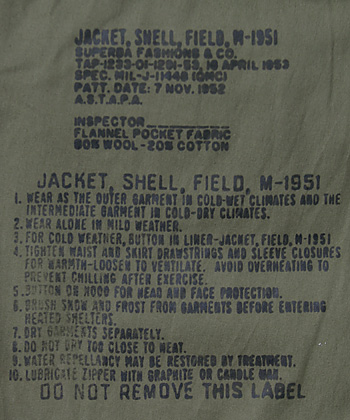 JACKET, SHELL, FIELD, M-1951
SUPERBA FASHIONS & CO.
TAP-1233-OI-1291-53, 16 APRIL 1953
SPEC. MIL-J-11448 (QMC)
PATT. DATE: 7 NOV. 1952
A.S.T.A.P.A.
INSPECTOR
FLANNEL POCKET FABRIC
80% WOOL-20% COTTON
JACKET, SHELL, FIELD, M-1951
1. WEAR AS THE OUTER GARMENT IN COLD-WET CLIMATES AND THE
INTERMEDIATE GARMENT IN COLD-DRY CLIMATES.
2. WEAR ALONE IN MILD WEATHER.
3. FOR COLD WEATHER, BUTTON IN LINER-JACKET, FIELD, M-1951
4. TIGHTEN WAIST AND SKIRT DRAWSTRINGS AND SLEEVE CLOSURES
FOR WARMTH-LOOSEN TO VENTILATE. AVOID OVERHEATING TO
PREVENT CHILLING AFTER EXERCISE.
5. BUTTON ON HOOD FOR HEAD AND FACE PROTECTION.
6. BRUSH SNOW AND FROST FROM GARMENTS BEFORE ENTERING
HEATED SHELTERS.
7. DRY GARMENTS SEPARATELY.
8. DO NOT DRY TOO CLOSE TO HEAT.
9. WATER REPELLANCY MAY BE RESTORED BY TREATMENT.
10. LUBRICATE ZIPPER WITH GRAPHITE OR CANDLE WAX.
DO NOT REMOVE THIS LABEL